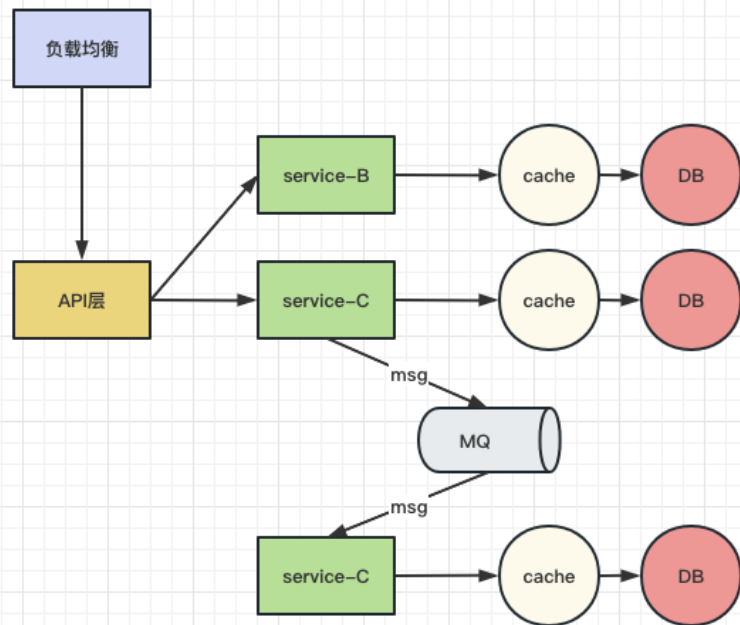 负载均衡
service-B
cache
DB
API层
service-C
cache
DB
msg
MQ
msg
service-C
cache
DB